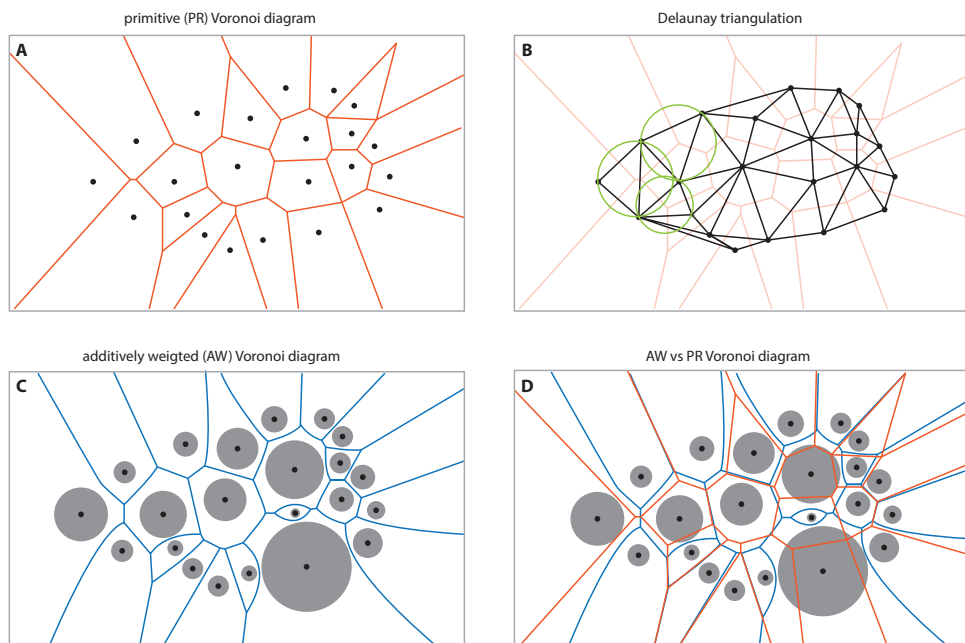 primitive (PR) Voronoi diagram
Delaunay triangulation
A
B
additively weigted (AW) Voronoi diagram
AW vs PR Voronoi diagram
C
D